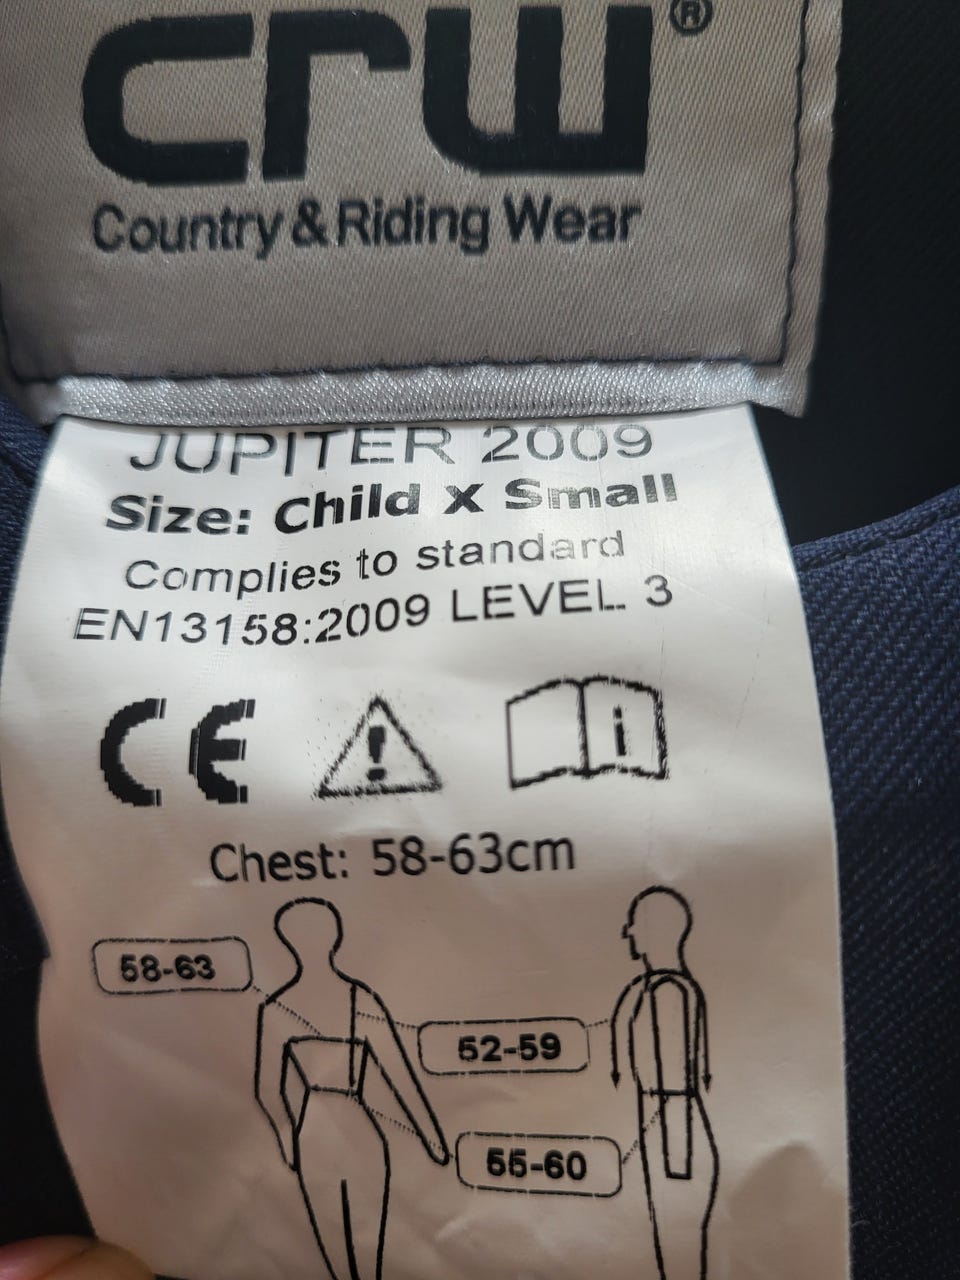 crw®
Country & Riding Wear
JUPITER 2009
Size: Child X Small
Complies to standard
EN13158:2009 LEVEL 3
CE
!
i
Chest: 58-63cm
58-63
52-59
55-60